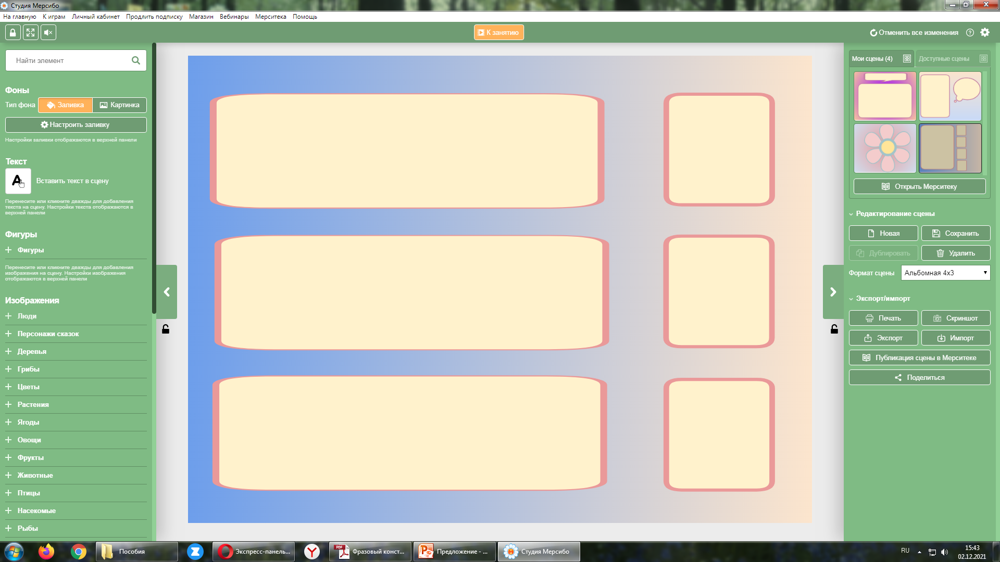 Студия Мерсибо
На главную К играм Личный кабинет Продлить подписку Магазин Вебинары Мерситека Помощь
К занятию
Отменить все изменения
Найти элемент
Фоны
Тип фона Заливка Картинка
Настроить заливку
Настройки заливки отображаются в верхней панели
Текст
A Вставить текст в сцену
Перенесите или кликните дважды для добавления
текста на сцену. Настройки текста отображаются в
верхней панели
Фигуры
Фигуры
Перенесите или кликните дважды для добавления
изображения на сцену. Настройки изображения
отображаются в верхней панели
Изображения
Люди
Персонажи сказок
Деревья
Грибы
Цветы
Растения
Ягоды
Овощи
Фрукты
Животные
Птицы
Насекомые
Рыбы
Мои сцены (4) Доступные сцены
Открыть Мерситеку
Редактирование сцены
Новая Сохранить
Дублировать Удалить
Формат сцены Альбомная 4x3
Экспорт/импорт
Печать Скриншот
Экспорт Импорт
Публикация сцены в Мерситеке
Поделиться
Пособия Экспресс-панель... PDF Фразовый конст... Предложение - ... Студия Мерсибо
RU
15:43
02.12.2021